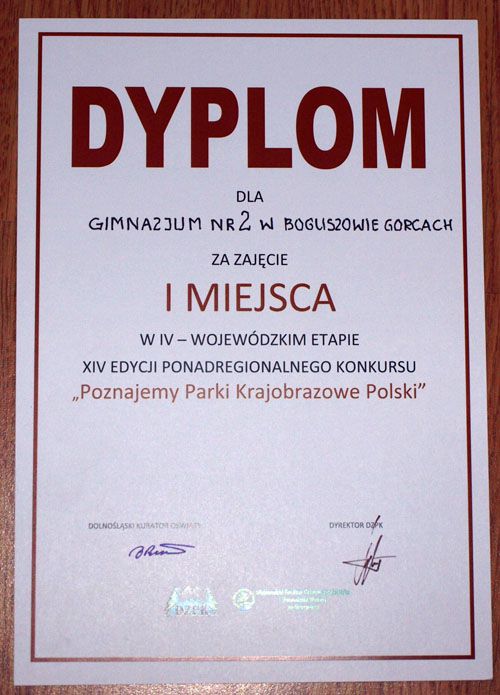 DYPLOM
DLA
GIMNAZJUM NR 2 W BOGUSZOWIE GORCACH
ZA ZAJĘCIE
I MIEJSCA
W IV – WOJEWÓDZKIM ETAPIE
XIV EDYCJI PONADREGIONALNEGO KONKURSU
„Poznajemy Parki Krajobrazowe Polski”
DOLNOŚLĄSKI KURATOR OŚWIATY
DYREKTOR DZPK
DZPK